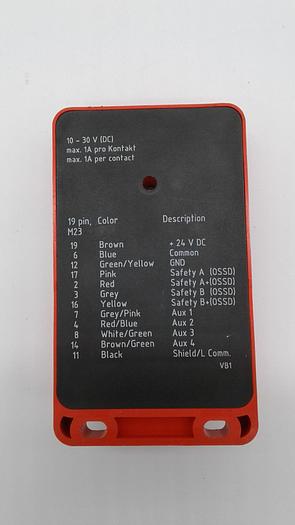 10 - 30 V (DC)
max. 1A pro Kontakt
max. 1A per contact
19 pin, Color Description
M23
19 Brown + 24 V DC
6 Blue Common
12 Green/Yellow GND
17 Pink Safety A (OSSD)
2 Red Safety A+(OSSD)
3 Grey Safety B (OSSD)
16 Yellow Safety B+(OSSD)
7 Grey/Pink Aux 1
4 Red/Blue Aux 2
8 White/Green Aux 3
14 Brown/Green Aux 4
11 Black Shield/L Comm.
VB1